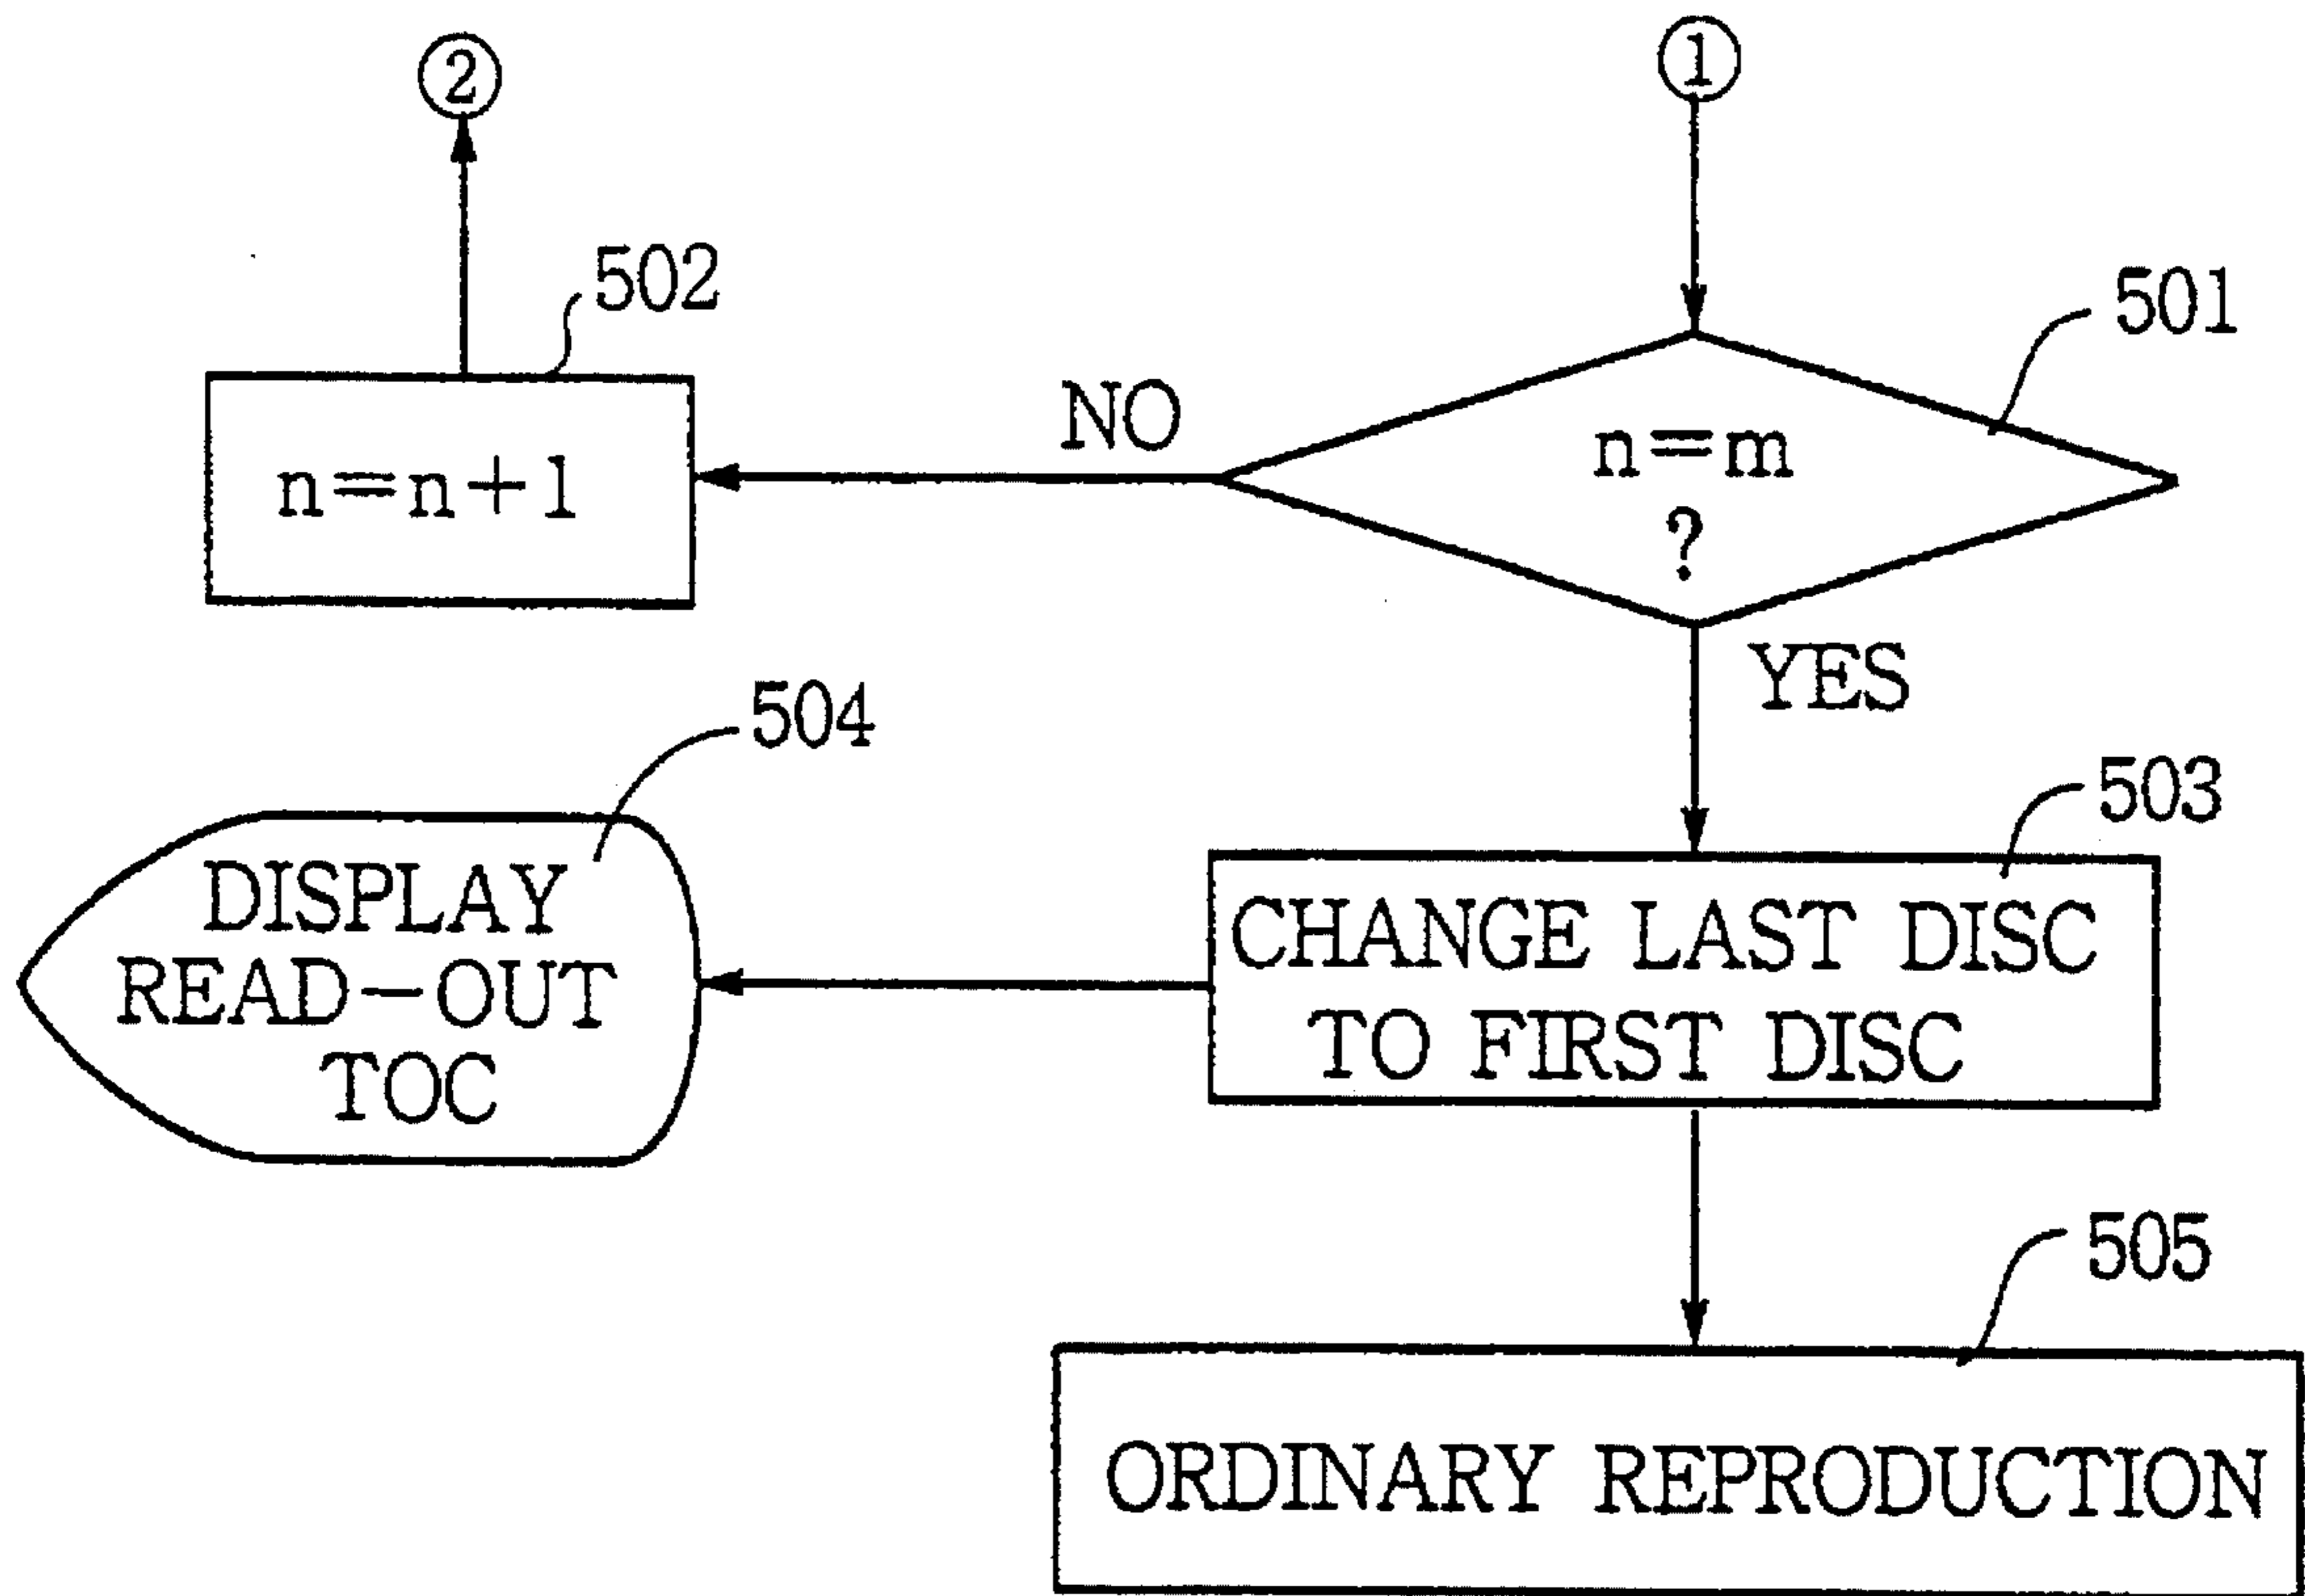 ②
①
502
501
NO
n=m
?
n=n+1
YES
504
503
DISPLAY
READ-OUT
TOC
CHANGE LAST DISC
TO FIRST DISC
505
ORDINARY REPRODUCTION